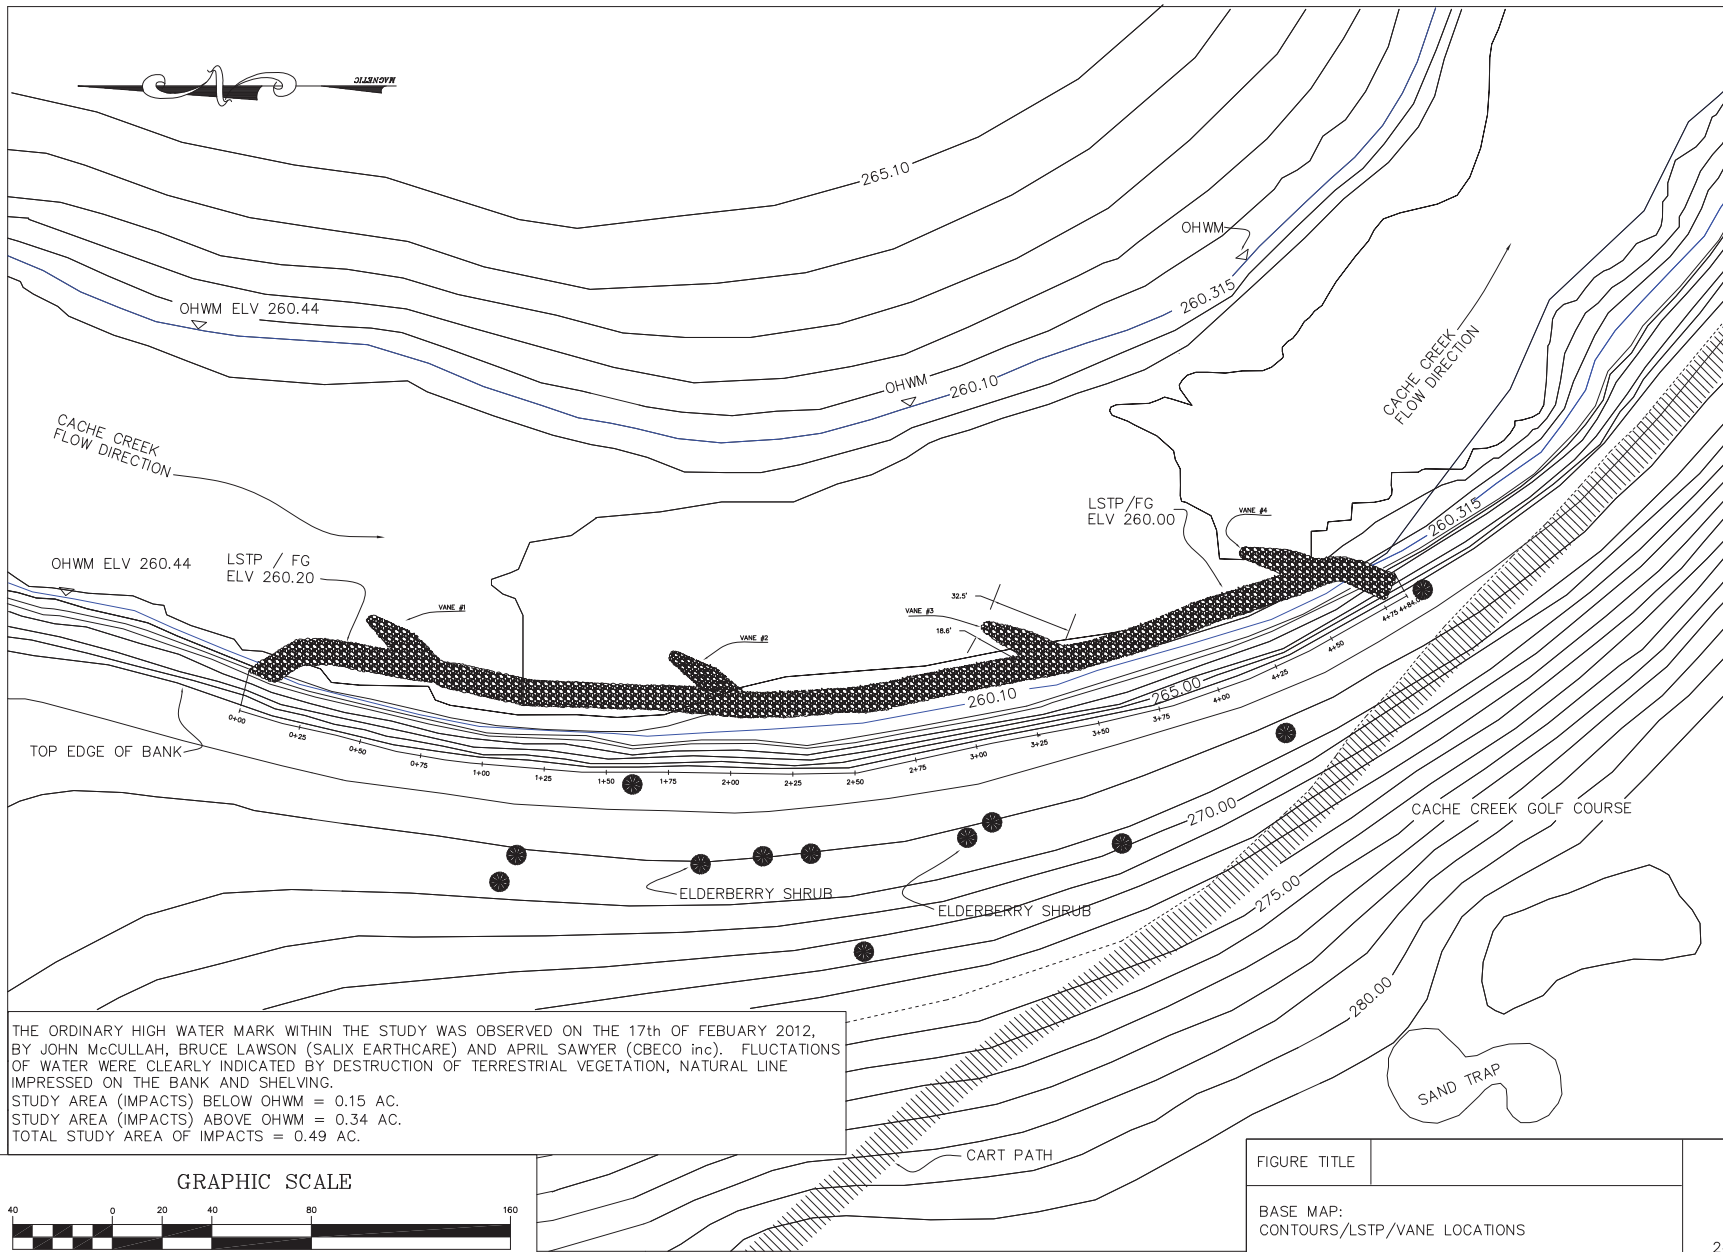 MAGNETIC
N
265.10
OHWM
260.315
OHWM ELV 260.44
OHWM
260.10
CACHE CREEK
FLOW DIRECTION
CACHE CREEK
FLOW DIRECTION
LSTP/FG
ELV 260.00
VANE #4
260.315
OHWM ELV 260.44
LSTP / FG
ELV 260.20
VANE #1
VANE #2
VANE #3
32.5'
18.6'
260.10
265.00
TOP EDGE OF BANK
0+00
0+25
0+50
0+75
1+00
1+25
1+50
1+75
2+00
2+25
2+50
2+75
3+00
3+25
3+50
3+75
4+00
4+25
4+50
4+75
270.00
CACHE CREEK GOLF COURSE
ELDERBERRY SHRUB
ELDERBERRY SHRUB
275.00
280.00
SAND TRAP
CART PATH
THE ORDINARY HIGH WATER MARK WITHIN THE STUDY WAS OBSERVED ON THE 17th OF FEBUARY 2012,
BY JOHN McCULLAH, BRUCE LAWSON (SALIX EARTHCARE) AND APRIL SAWYER (CBECO inc). FLUCTATIONS
OF WATER WERE CLEARLY INDICATED BY DESTRUCTION OF TERRESTRIAL VEGETATION, NATURAL LINE
IMPRESSED ON THE BANK AND SHELVING.
STUDY AREA (IMPACTS) BELOW OHWM = 0.15 AC.
STUDY AREA (IMPACTS) ABOVE OHWM = 0.34 AC.
TOTAL STUDY AREA OF IMPACTS = 0.49 AC.
GRAPHIC SCALE
40 0 20 40 80 160
FIGURE TITLE
BASE MAP:
CONTOURS/LSTP/VANE LOCATIONS